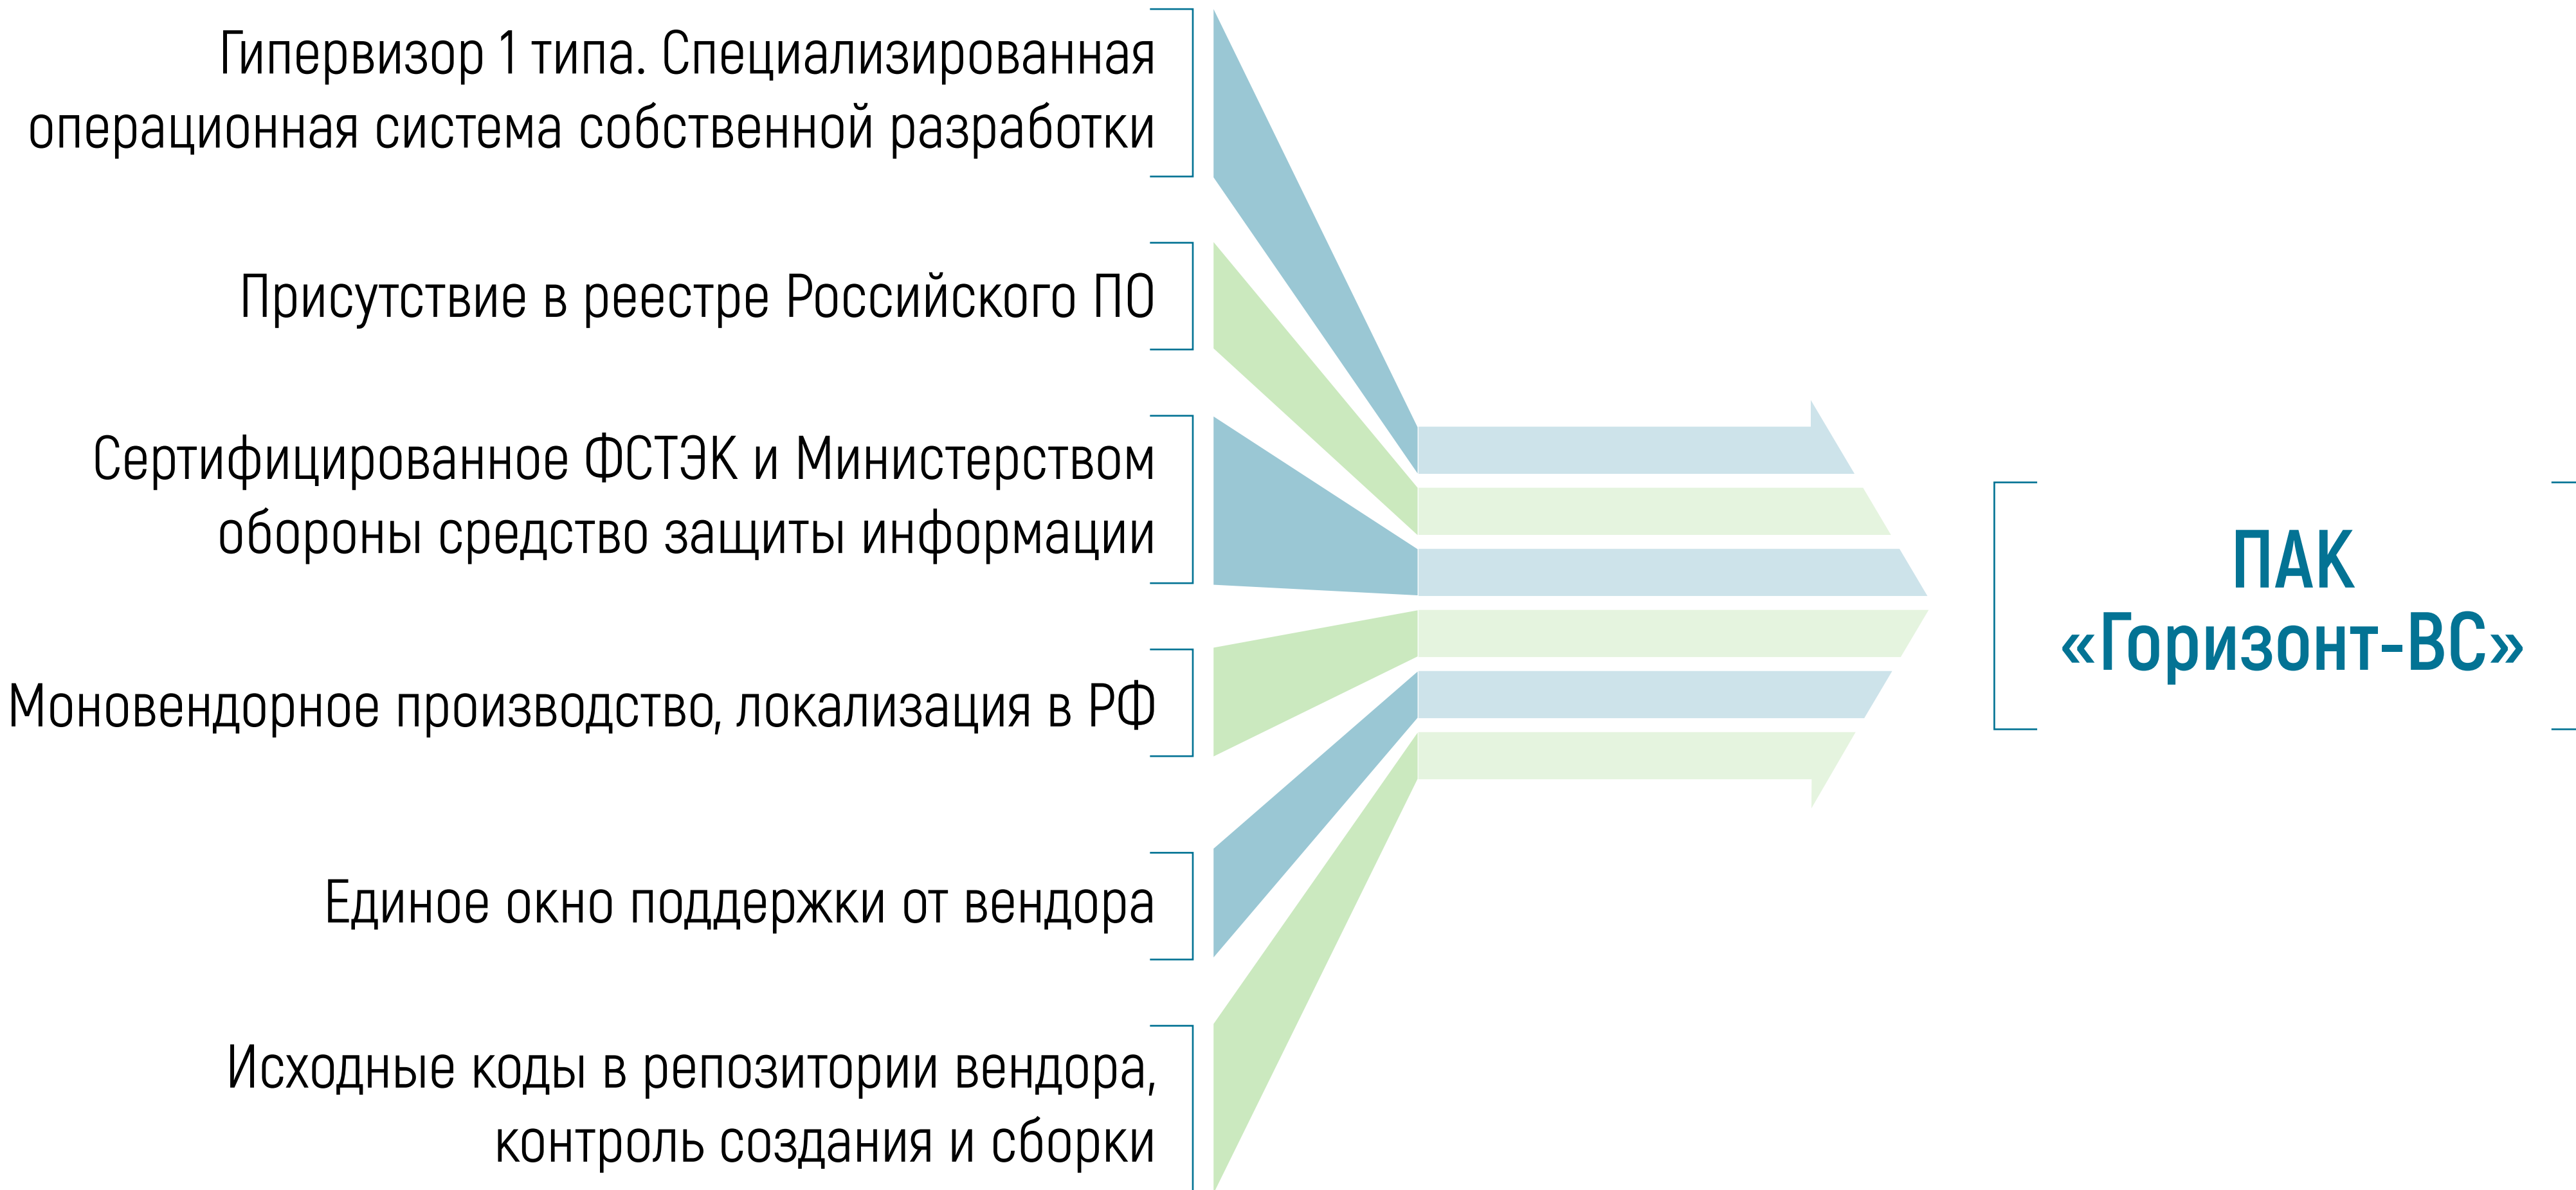 Гипервизор 1 типа. Специализированная
операционная система собственной разработки
Присутствие в реестре Российского ПО
Сертифицированное ФСТЭК и Министерством
обороны средство защиты информации
Моновендорное производство, локализация в РФ
Единое окно поддержки от вендора
Исходные коды в репозитории вендора,
контроль создания и сборки
ПАК
«Горизонт-ВС»